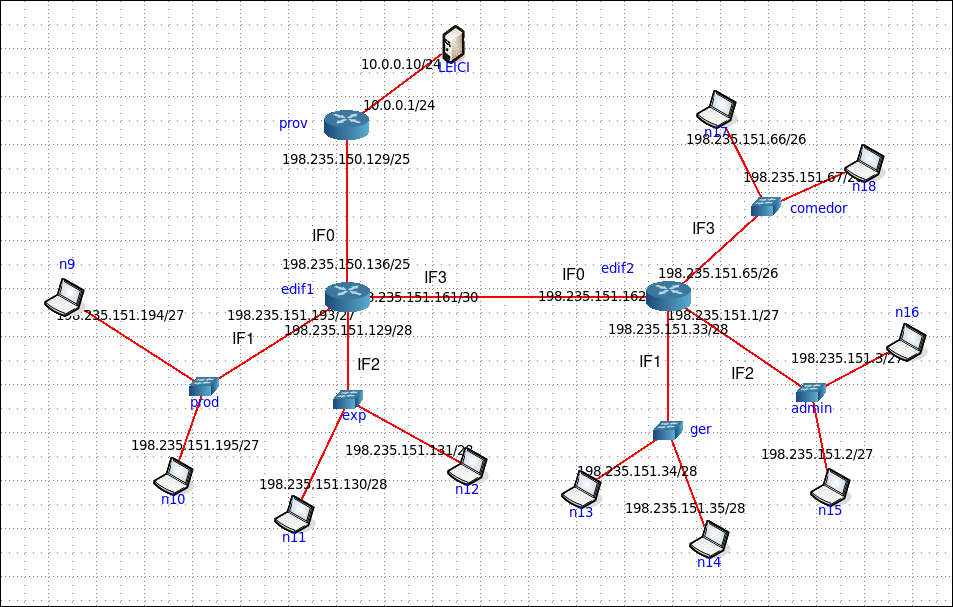 10.0.0.10/24
LEICI
10.0.0.1/24
prov
198.235.150.129/25
n17
198.235.151.66/26
198.235.151.67/26
n18
comedor
IF3
IF0
198.235.150.136/25
n9
edif1
IF3
IF0
edif2
198.235.151.65/26
.235.151.161/30
198.235.151.162
198.235.151.194/27
198.235.151.193/27
198.235.151.129/28
198.235.151.1/27
198.235.151.33/28
n16
IF1
IF2
IF1
IF2
198.235.151.3/27
prod
exp
ger
admin
198.235.151.195/27
198.235.151.131/28
198.235.151.2/27
n10
198.235.151.130/28
n12
198.235.151.34/28
n13
198.235.151.35/28
n15
n11
n14